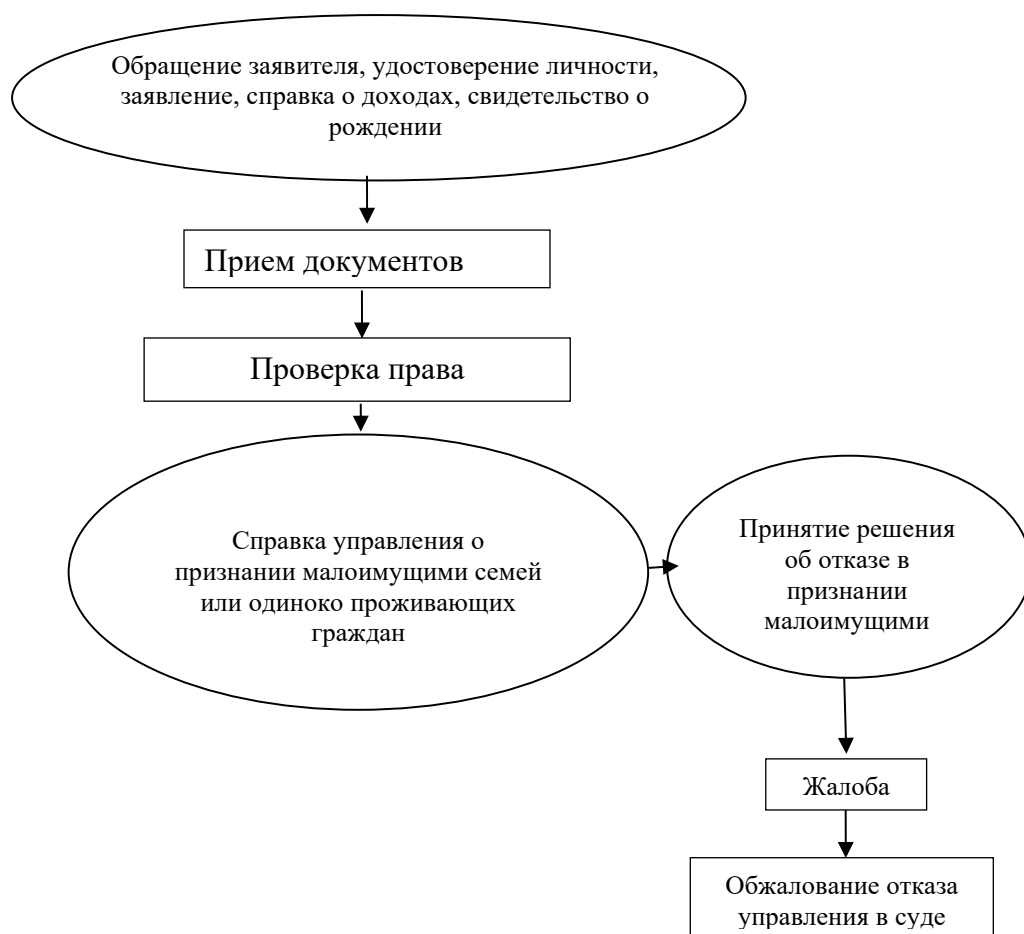 Обращение заявителя, удостоверение личности,
заявление, справка о доходах, свидетельство о
рождении
Прием документов
Проверка права
Справка управления о
признании малоимущими семей
или одиноко проживающих
граждан
Принятие решения
об отказе в
признании
малоимущими
Жалоба
Обжалование отказа
управления в суде